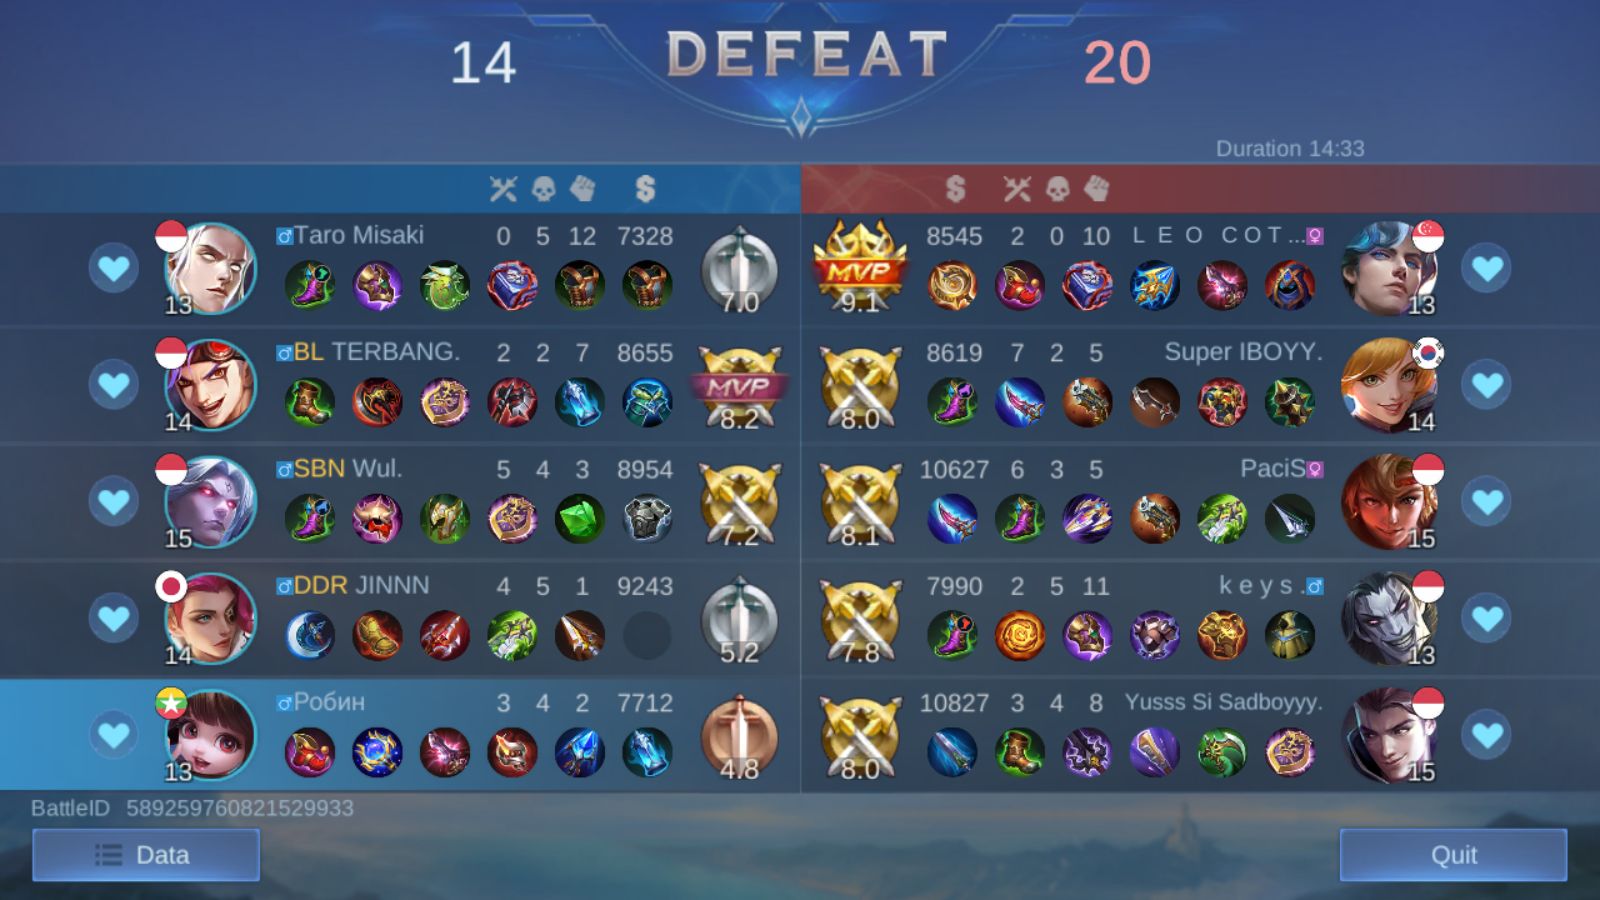 14 DEFEAT 20
Duration 14:33
Taro Misaki 0 5 12 7328
13 7.0
MVP 9.1 8545 2 0 10 L E O C O T ...
13
BL TERBANG. 2 2 7 8655
14 MVP 8.2
8.0 8619 7 2 5 Super IBOYY.
14
SBN Wul. 5 4 3 8954
15 7.2
8.1 10627 6 3 5 PaciS
15
DDR JINNN 4 5 1 9243
14 5.2
7.8 7990 2 5 11 k e y s .
13
Робин 3 4 2 7712
13 4.8
8.0 10827 3 4 8 Yusss Si Sadboyyy.
15
BattleID 589259760821529933
Data Quit